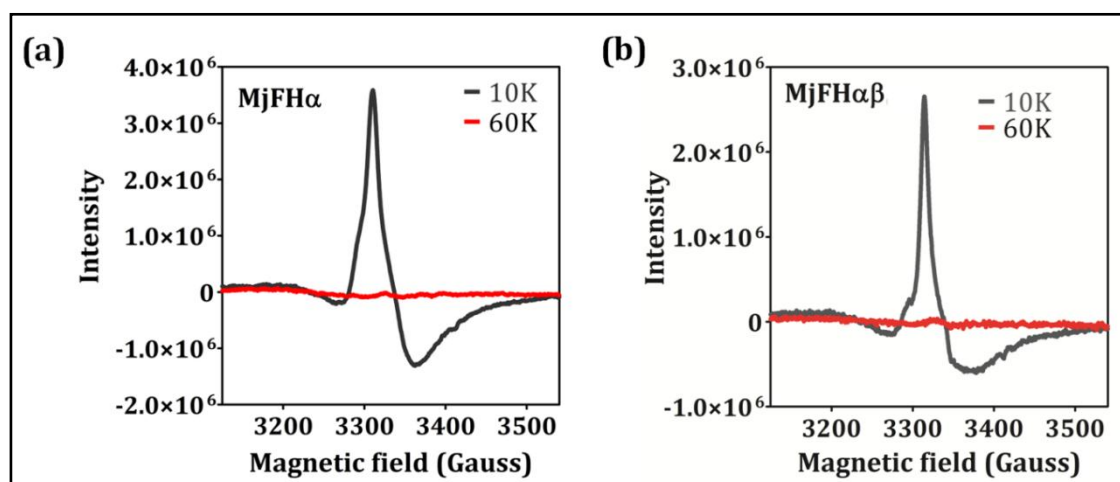 (a)
4.0×10⁶
3.0×10⁶
2.0×10⁶
1.0×10⁶
0
-1.0×10⁶
-2.0×10⁶
Intensity
MjFHα
10K
60K
3200 3300 3400 3500
Magnetic field (Gauss)
(b)
3.0×10⁶
2.0×10⁶
1.0×10⁶
0
-1.0×10⁶
Intensity
MjFHαβ
10K
60K
3200 3300 3400 3500
Magnetic field (Gauss)